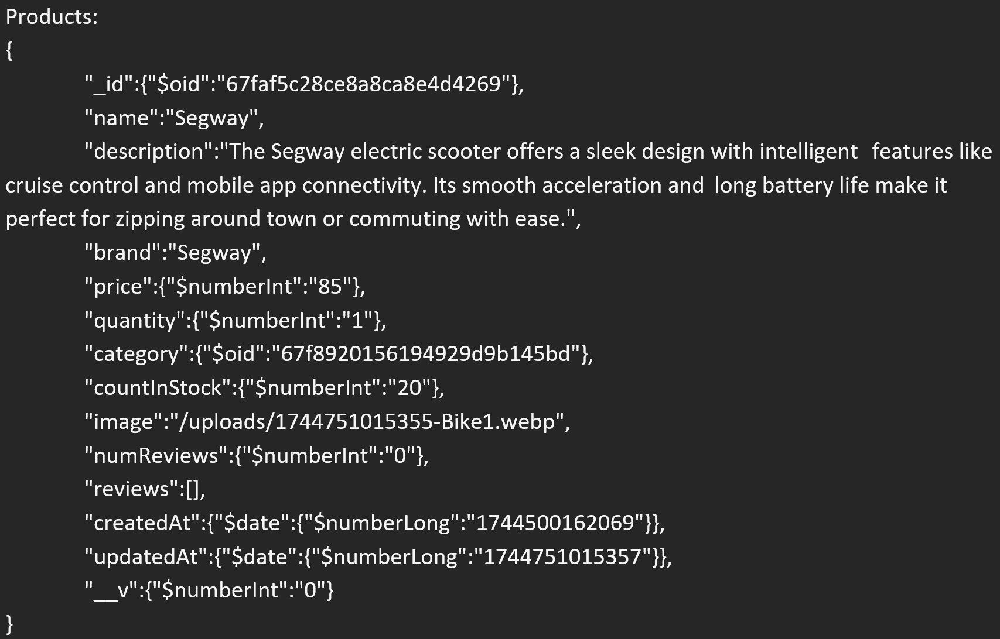 Products:
{
"_id":{"$oid":"67faf5c28ce8a8ca8e4d4269"},
"name":"Segway",
"description":"The Segway electric scooter offers a sleek design with intelligent features like
cruise control and mobile app connectivity. Its smooth acceleration and long battery life make it
perfect for zipping around town or commuting with ease.",
"brand":"Segway",
"price":{"$numberInt":"85"},
"quantity":{"$numberInt":"1"},
"category":{"$oid":"67f8920156194929d9b145bd"},
"countInStock":{"$numberInt":"20"},
"image":"/uploads/1744751015355-Bike1.webp",
"numReviews":{"$numberInt":"0"},
"reviews":[],
"createdAt":{"$date":{"$numberLong":"1744500162069"}},
"updatedAt":{"$date":{"$numberLong":"1744751015357"}},
"__v":{"$numberInt":"0"}
}